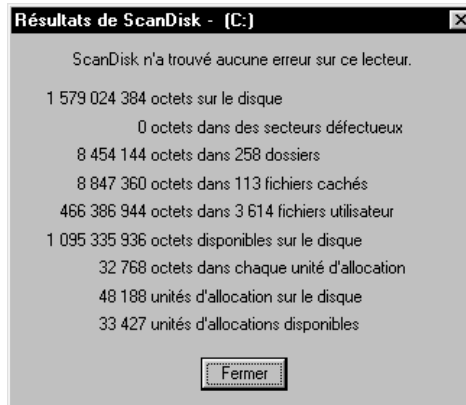 Résultats de ScanDisk - (C:)
ScanDisk n'a trouvé aucune erreur sur ce lecteur.
1 579 024 384 octets sur le disque
0 octets dans des secteurs défectueux
8 454 144 octets dans 258 dossiers
8 847 360 octets dans 113 fichiers cachés
466 386 944 octets dans 3 614 fichiers utilisateur
1 095 335 936 octets disponibles sur le disque
32 768 octets dans chaque unité d'allocation
48 188 unités d'allocation sur le disque
33 427 unités d'allocations disponibles
Fermer